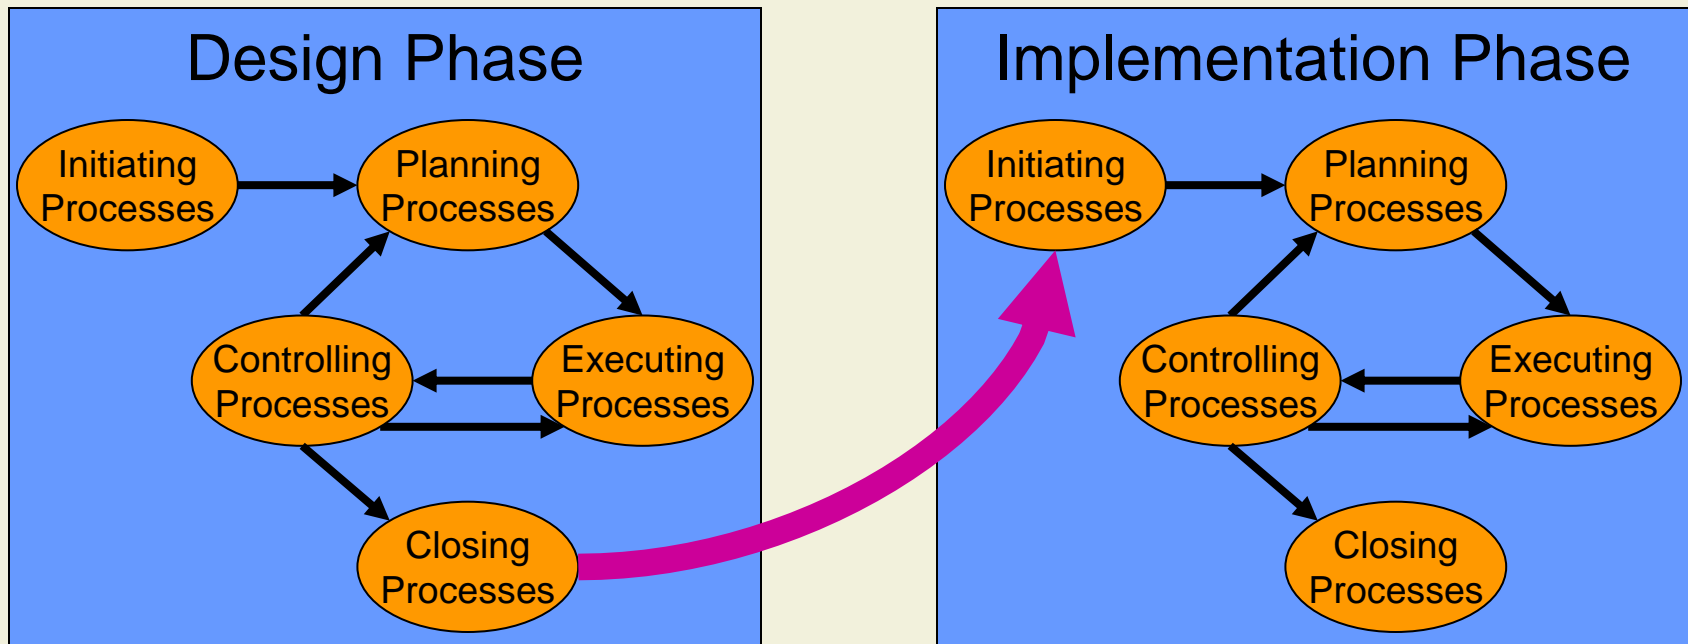 Design Phase
Initiating
Processes
Planning
Processes
Controlling
Processes
Executing
Processes
Closing
Processes
Implementation Phase
Initiating
Processes
Planning
Processes
Controlling
Processes
Executing
Processes
Closing
Processes